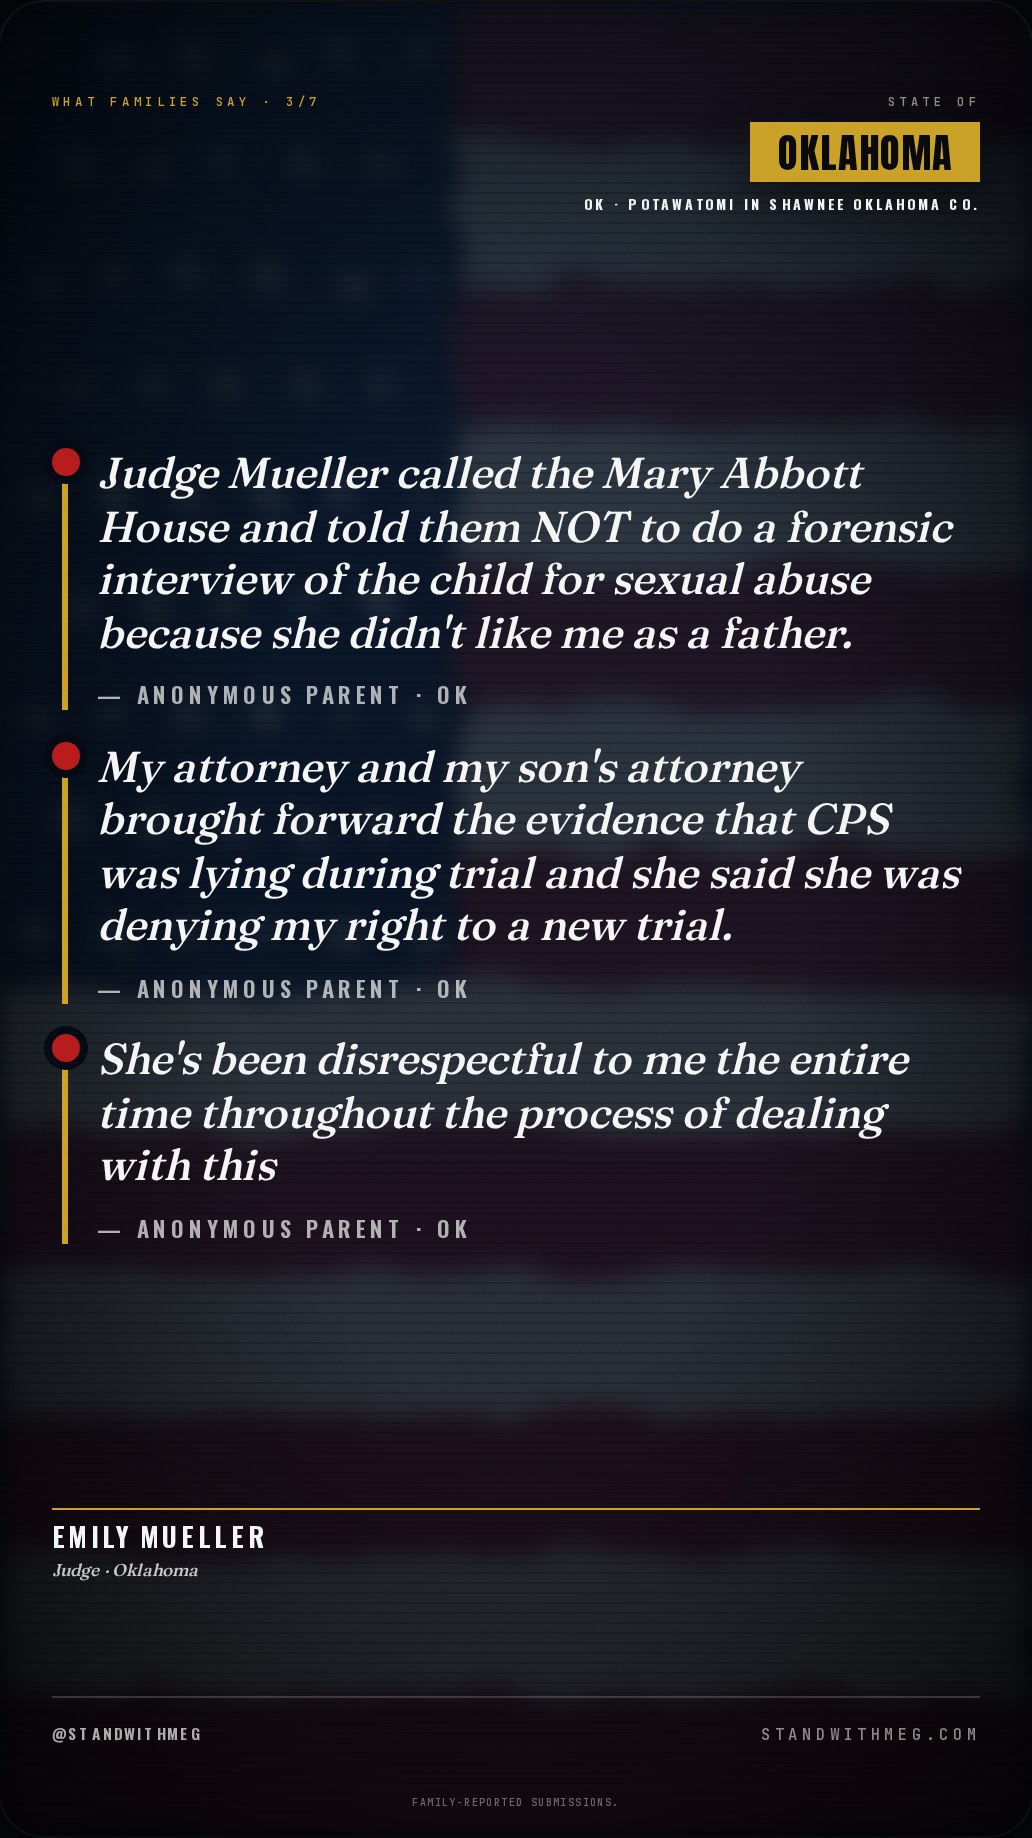 WHAT FAMILIES SAY · 3/7
STATE OF
OKLAHOMA
OK · POTAWATOMI IN SHAWNEE OKLAHOMA CO.
Judge Mueller called the Mary Abbott
House and told them NOT to do a forensic
interview of the child for sexual abuse
because she didn't like me as a father.
— ANONYMOUS PARENT · OK
My attorney and my son's attorney
brought forward the evidence that CPS
was lying during trial and she said she was
denying my right to a new trial.
— ANONYMOUS PARENT · OK
She's been disrespectful to me the entire
time throughout the process of dealing
with this
— ANONYMOUS PARENT · OK
EMILY MUELLER
Judge · Oklahoma
@STANDWITHMEG
STANDWITHMEG.COM
FAMILY-REPORTED SUBMISSIONS.